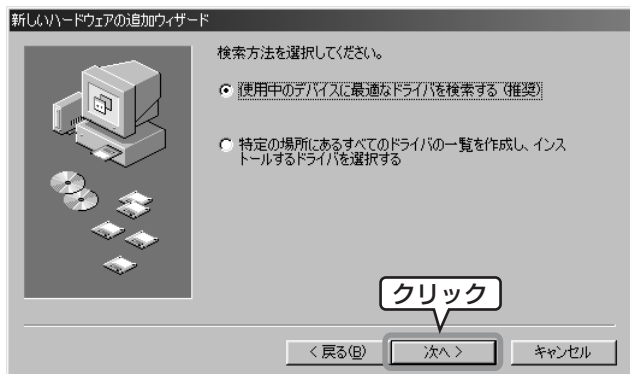 新しいハードウェアの追加ウィザード
検索方法を選択してください。
使用中のデバイスに最適なドライバを検索する (推奨)
特定の場所にあるすべてのドライバの一覧を作成し、インス
トールするドライバを選択する
クリック
< 戻る(B)
次へ >
キャンセル